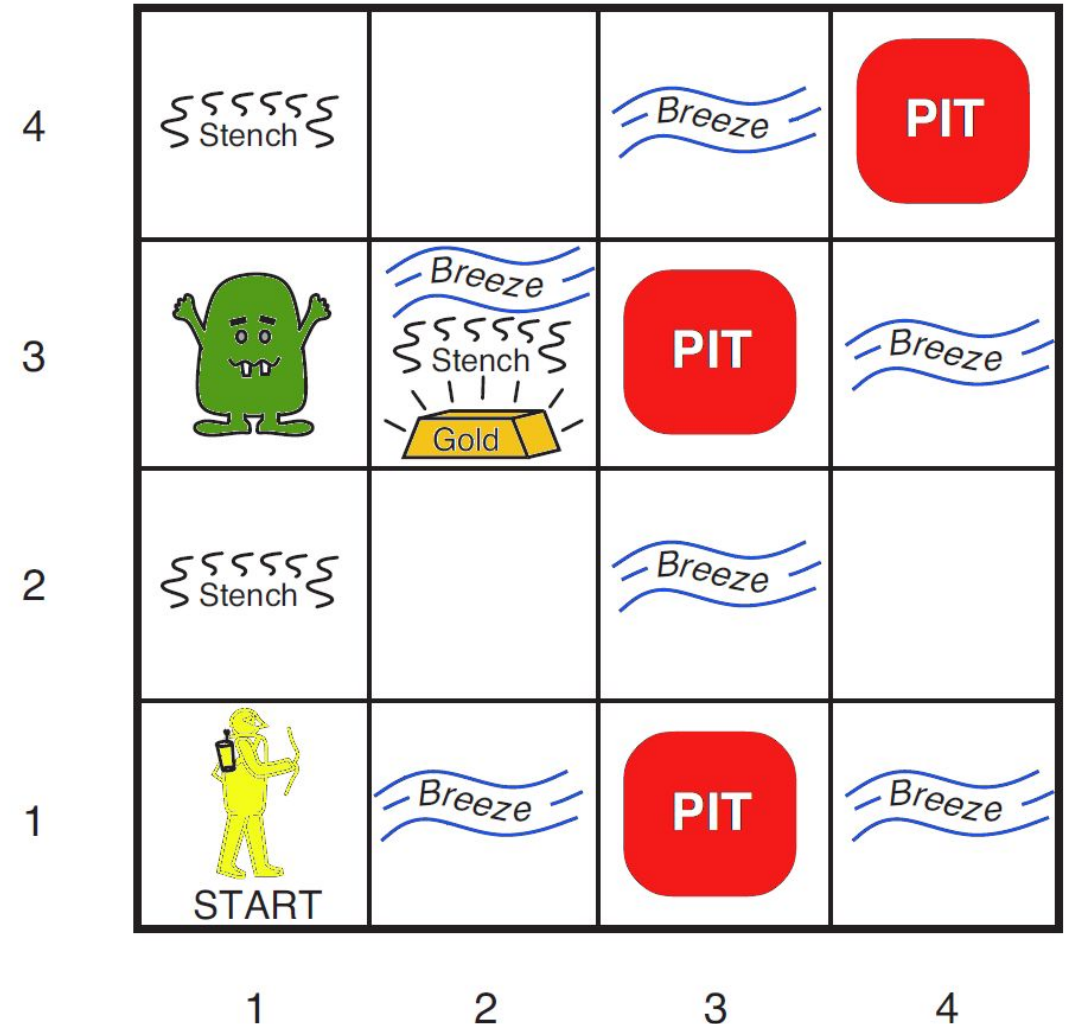 4
Stench
Breeze
PIT
3
Breeze
Stench
Gold
PIT
Breeze
2
Stench
Breeze
1
START
Breeze
PIT
Breeze
1 2 3 4